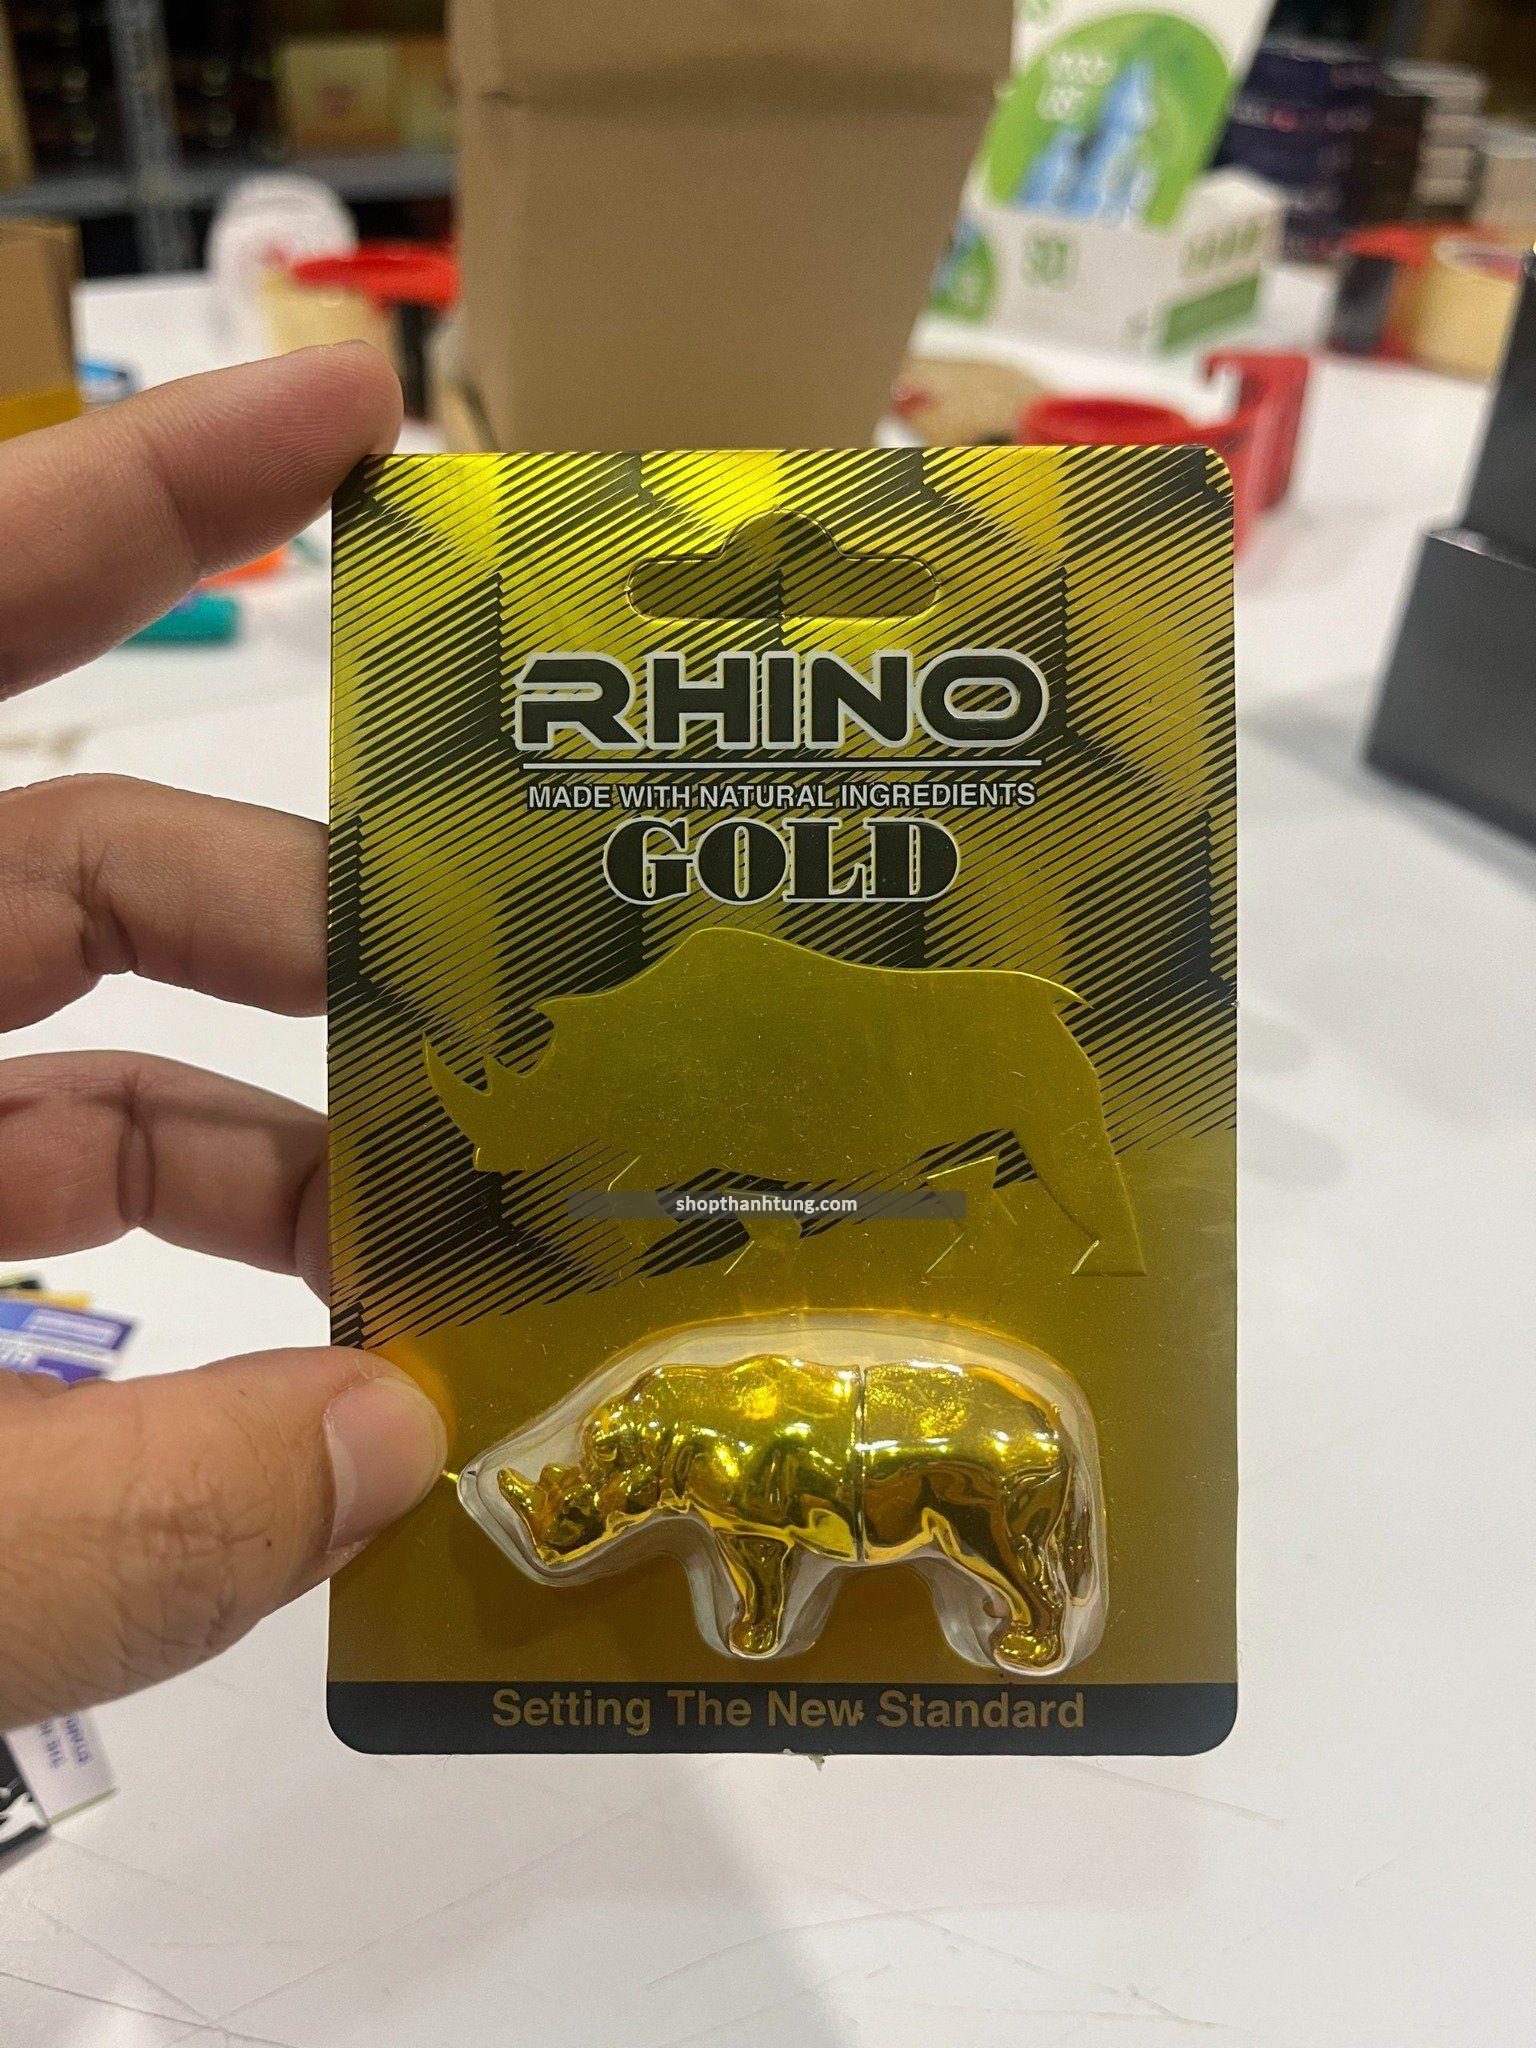 RHINO
MADE WITH NATURAL INGREDIENTS
GOLD
shopthanhtung.com
Setting The New Standard